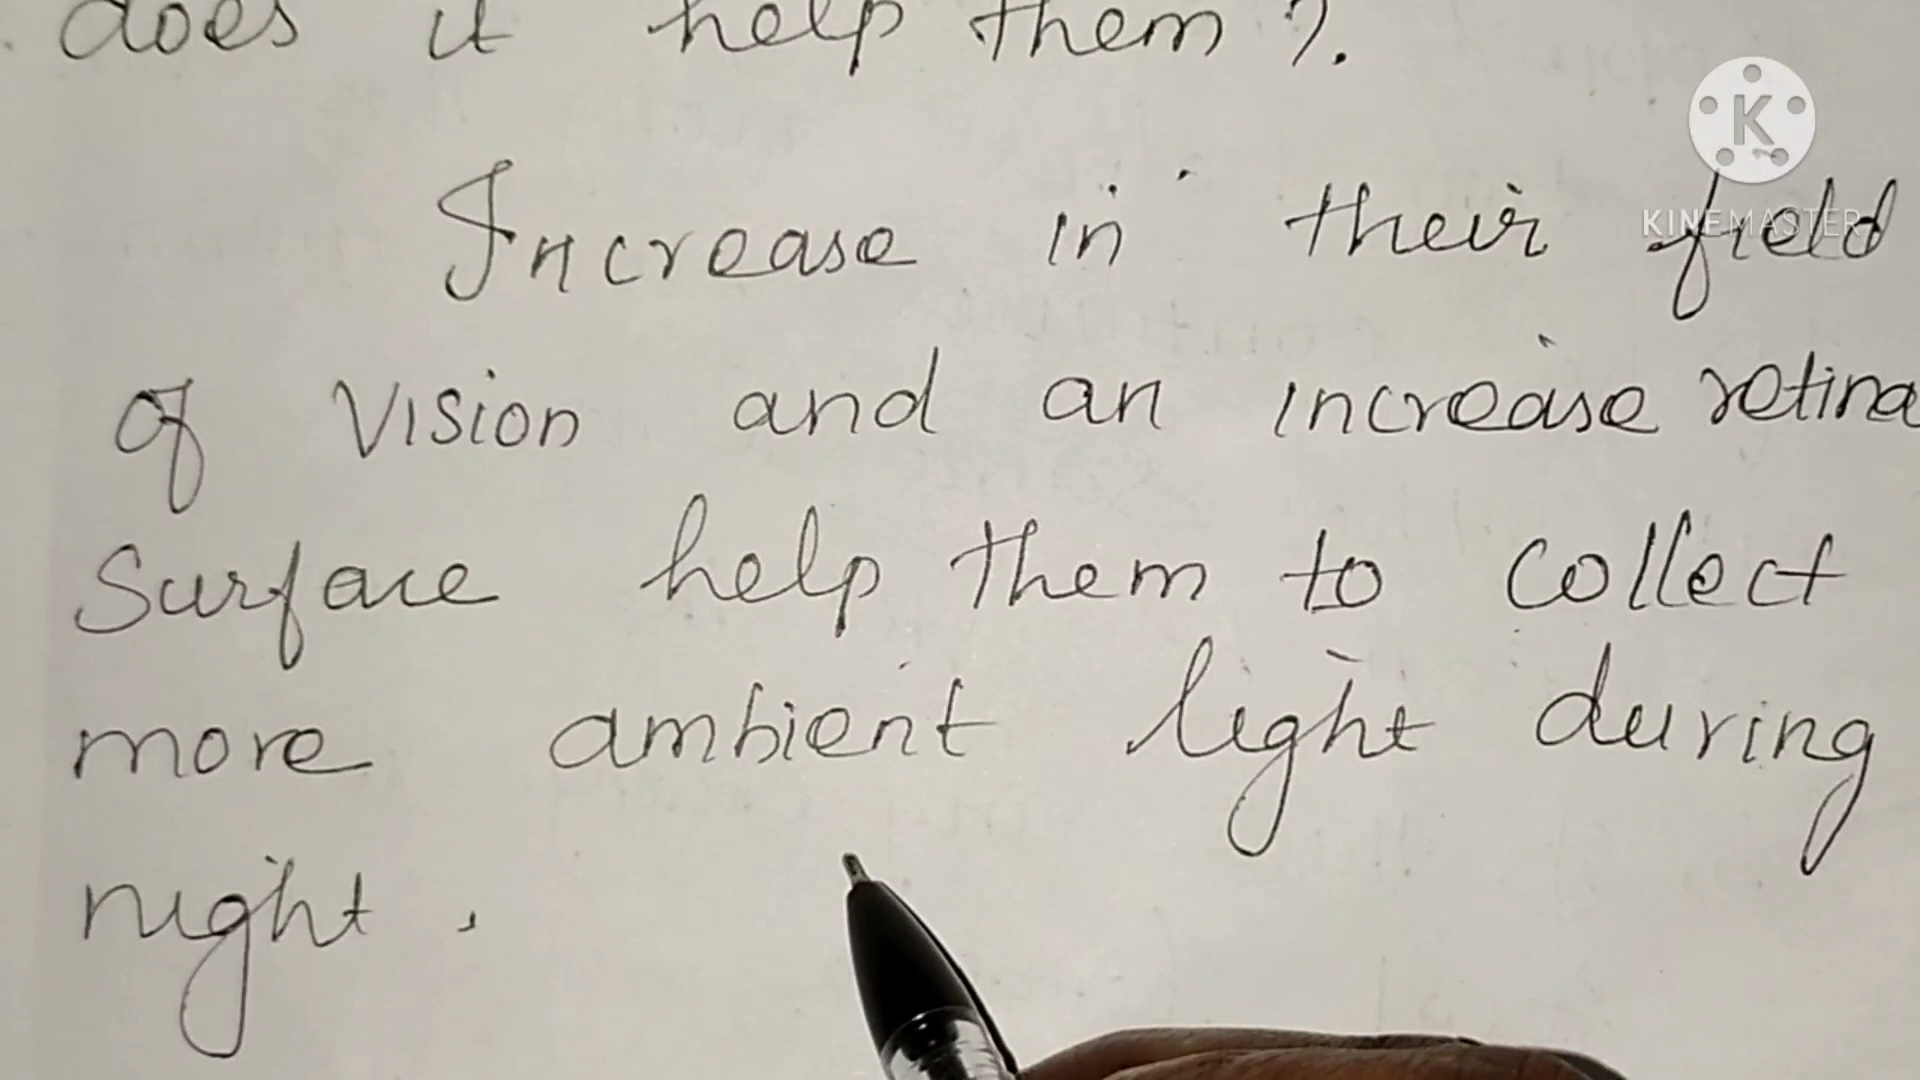 does it help them?.
Increase in their field
of vision and an increase retina
surface help them to collect
more ambient light during
night.
K
KINEMASTER